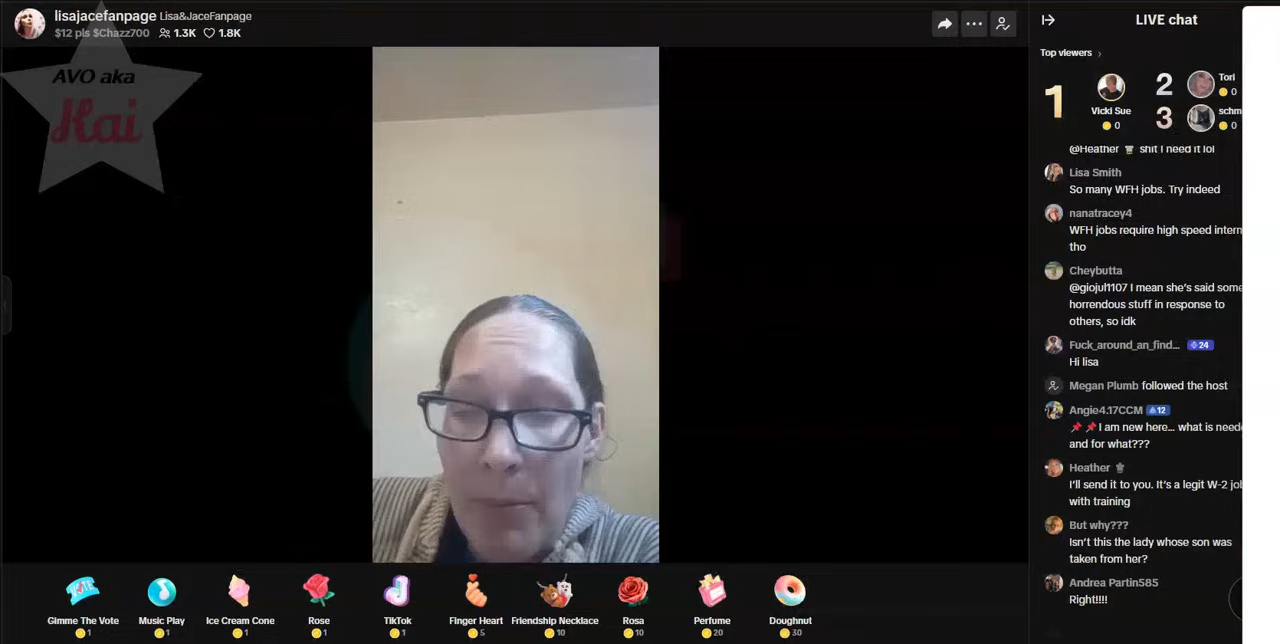 lisajacefanpage Lisa&JaceFanpage
$12 pls $Chazz700 1.3K 1.8K
AVO aka
Kai
LIVE chat
Top viewers
1
Vicki Sue
0
2
Tori
0
3
schm
0
@Heather shit I need it lol
Lisa Smith
So many WFH jobs. Try indeed
nanatracey4
WFH jobs require high speed intern
tho
Cheybutta
@giojul1107 I mean she's said some
horrendous stuff in response to
others, so idk
Fuck_around_an_find... 24
Hi lisa
Megan Plumb followed the host
Angie4.17CCM 12
📌📌I am new here... what is neede
and for what???
Heather
I'll send it to you. It's a legit W-2 job
with training
But why???
Isn't this the lady whose son was
taken from her?
Andrea Partin585
Right!!!!
Gimme The Vote Music Play Ice Cream Cone Rose TikTok Finger Heart Friendship Necklace Rosa Perfume Doughnut
1 1 1 1 1 5 10 10 20 30